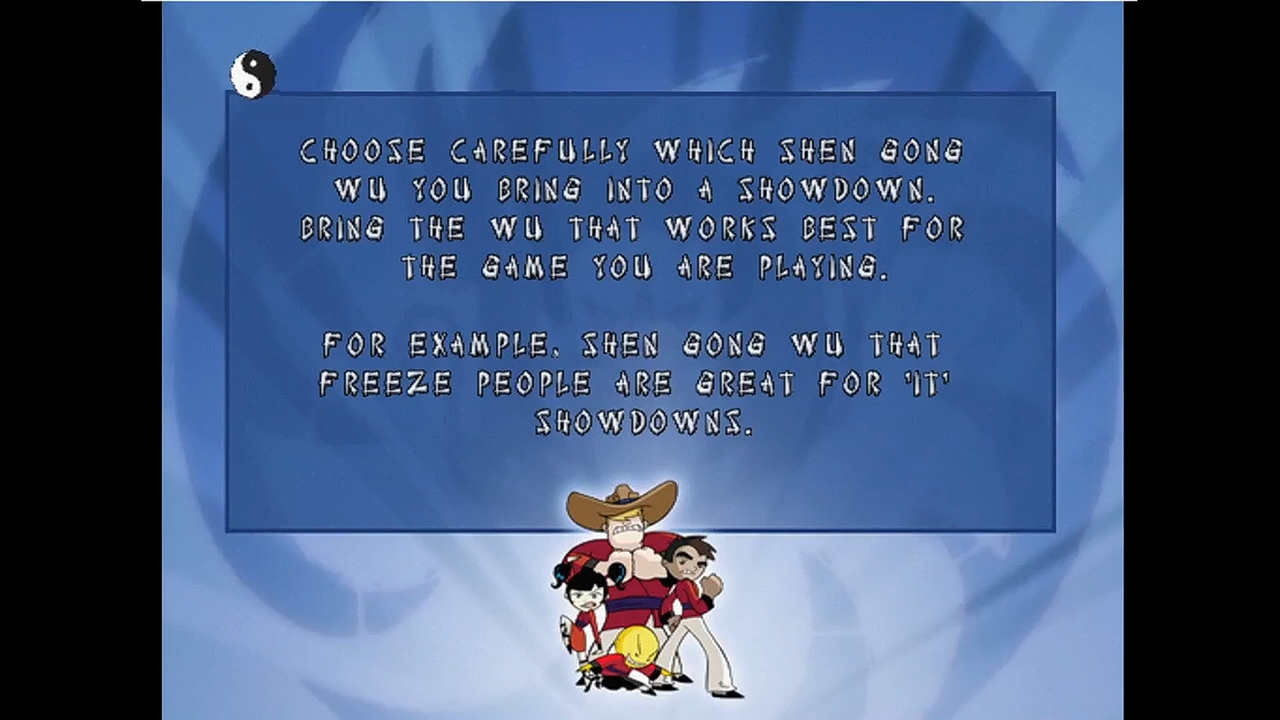 CHOOSE CAREFULLY WHICH SHEN GONG
WU YOU BRING INTO A SHOWDOWN.
BRING THE WU THAT WORKS BEST FOR
THE GAME YOU ARE PLAYING.
FOR EXAMPLE, SHEN GONG WU THAT
FREEZE PEOPLE ARE GREAT FOR 'IT'
SHOWDOWNS.